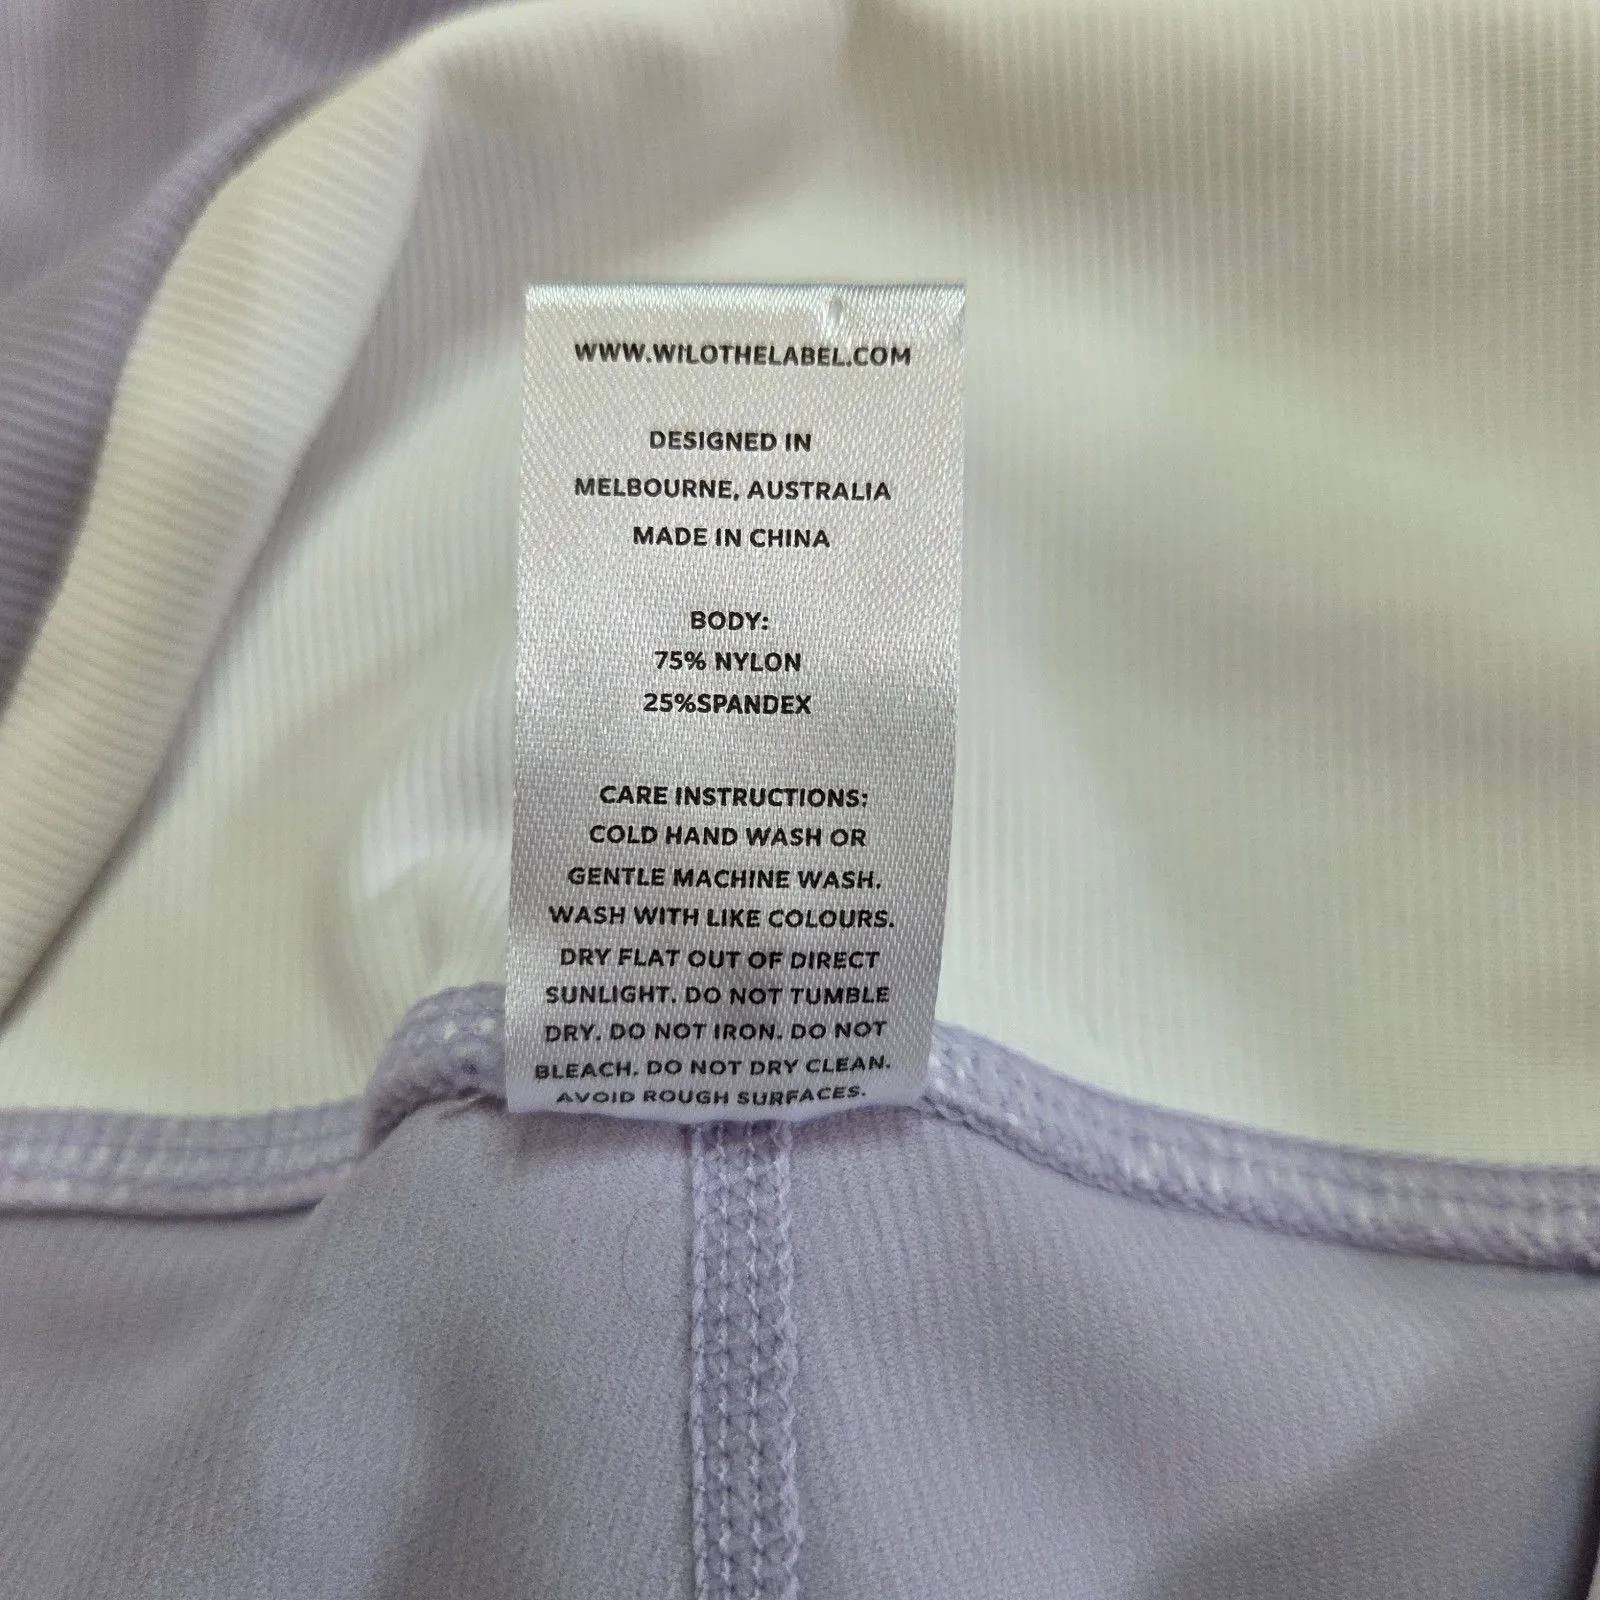 WWW.WILOTHELABEL.COM
DESIGNED IN
MELBOURNE, AUSTRALIA
MADE IN CHINA
BODY:
75% NYLON
25%SPANDEX
CARE INSTRUCTIONS:
COLD HAND WASH OR
GENTLE MACHINE WASH.
WASH WITH LIKE COLOURS.
DRY FLAT OUT OF DIRECT
SUNLIGHT. DO NOT TUMBLE
DRY. DO NOT IRON. DO NOT
BLEACH. DO NOT DRY CLEAN.
AVOID ROUGH SURFACES.